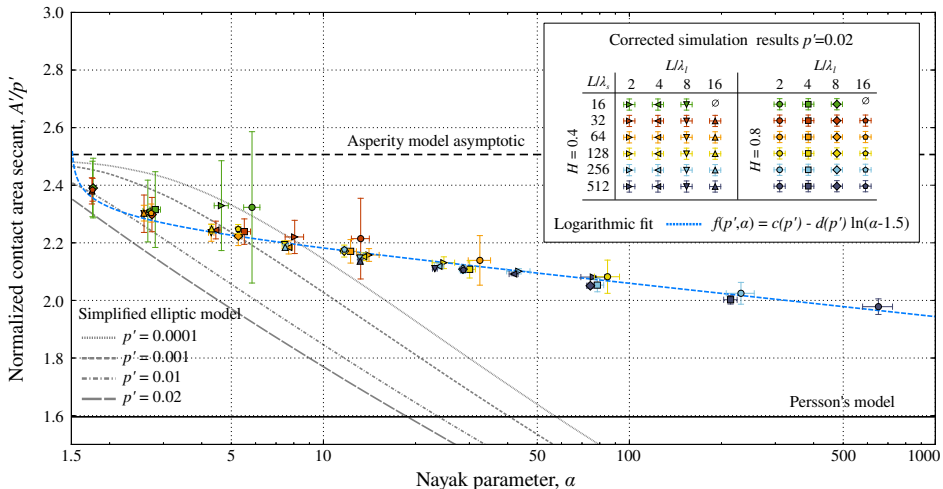 Normalized contact area secant, A'/p'
3.0
2.8
2.6
2.4
2.2
2.0
1.8
1.6
Corrected simulation results p'=0.02
L/λl L/λl
L/λs 2 4 8 16 2 4 8 16
16 ∅ ∅
32
64
128
256
512
H = 0.4
H = 0.8
Logarithmic fit f(p',α) = c(p') - d(p') ln(α-1.5)
Asperity model asymptotic
Simplified elliptic model
p' = 0.0001
p' = 0.001
p' = 0.01
p' = 0.02
Persson's model
1.5 5 10 50 100 500 1000
Nayak parameter, α